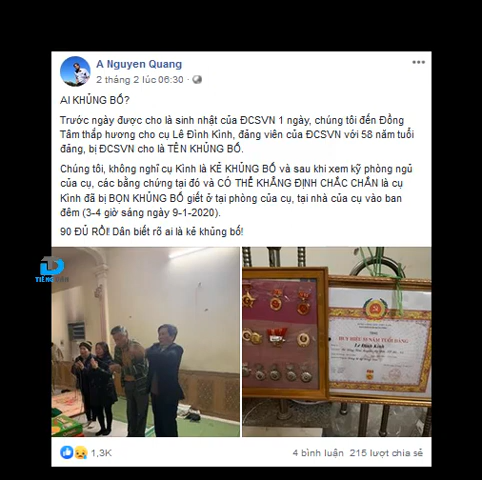 A Nguyen Quang
2 tháng 2 lúc 06:30 ·
AI KHỦNG BỐ?
Trước ngày được cho là sinh nhật của ĐCSVN 1 ngày, chúng tôi đến Đồng
Tâm thắp hương cho cụ Lê Đình Kình, đảng viên của ĐCSVN với 58 năm tuổi
đảng, bị ĐCSVN cho là TÊN KHỦNG BỐ.
Chúng tôi, không nghĩ cụ Kình là KẺ KHỦNG BỐ và sau khi xem kỹ phòng ngủ
của cụ, các bằng chứng tại đó và CÓ THỂ KHẲNG ĐỊNH CHẮC CHẮN là cụ
Kình đã bị BỌN KHỦNG BỐ giết ở tại phòng của cụ, tại nhà của cụ vào ban
đêm (3-4 giờ sáng ngày 9-1-2020).
90 ĐỦ RỒI! Dân biết rõ ai là kẻ khủng bố!
TIẾNG DÂN
HUY HIỆU 55 NĂM TUỔI ĐẢNG
Lê Đình Kình
1,3K
4 bình luận 215 lượt chia sẻ